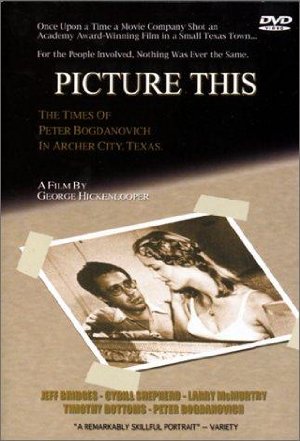 Once Upon a Time a Movie Company Shot an
Academy Award-Winning Film in a Small Texas Town...
DVD
VIDEO
For the People Involved, Nothing Was Ever the Same.
PICTURE THIS
THE TIMES OF
PETER BOGDANOVICH
IN ARCHER CITY, TEXAS.
A FILM BY
GEORGE HICKENLOOPER
JEFF BRIDGES - CYBILL SHEPHERD - LARRY McMURTRY
TIMOTHY BOTTOMS - PETER BOGDANOVICH
"A REMARKABLY SKILLFUL PORTRAIT" – VARIETY